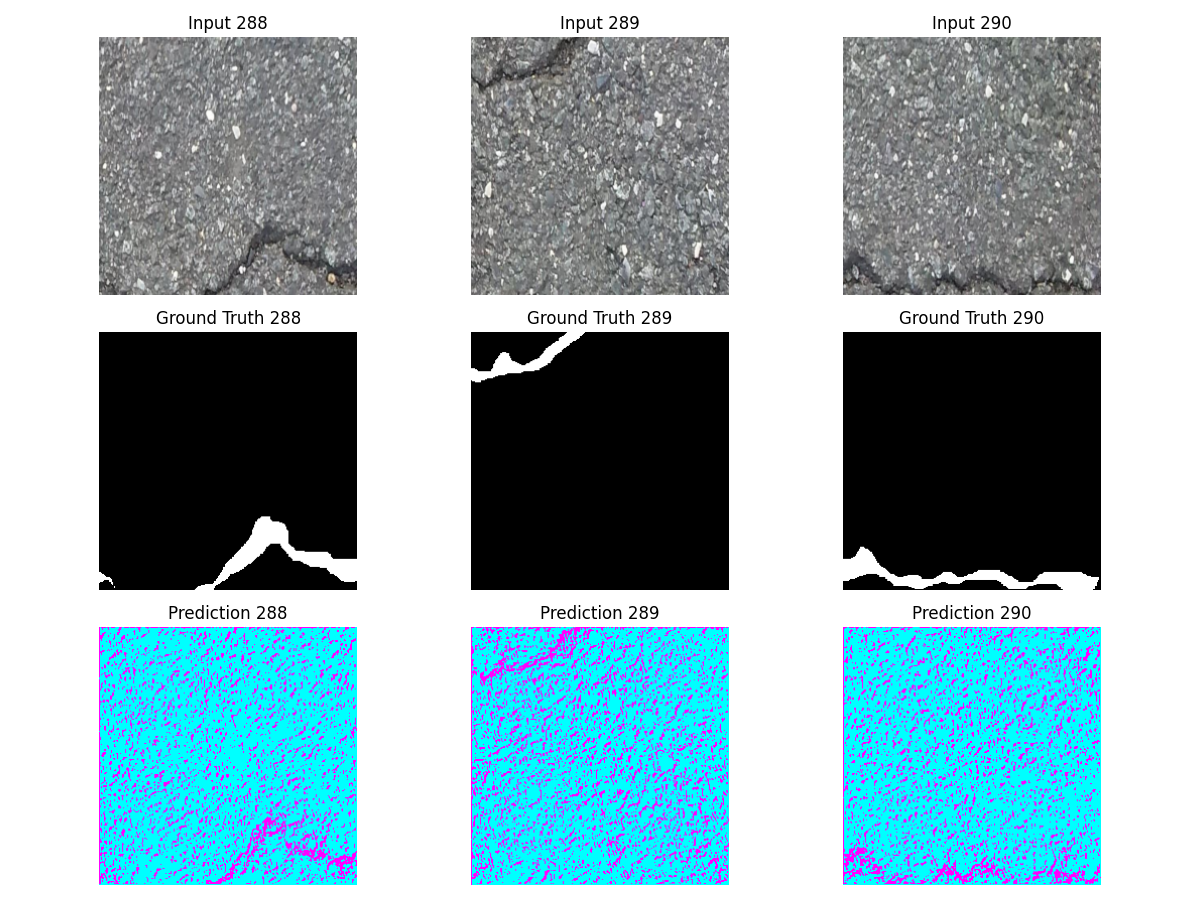 Input 288
Input 289
Input 290
Ground Truth 288
Ground Truth 289
Ground Truth 290
Prediction 288
Prediction 289
Prediction 290